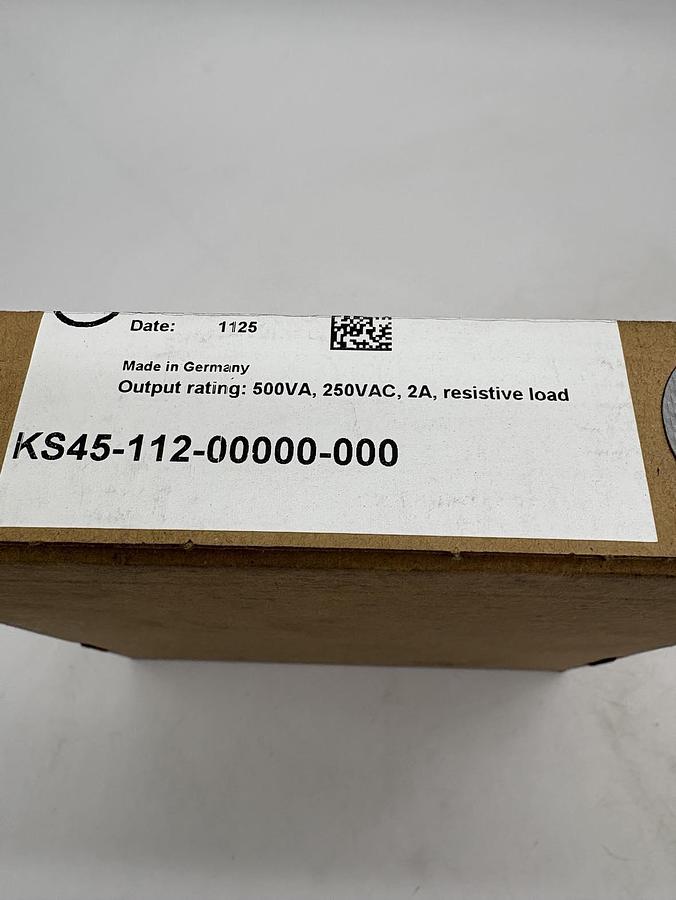 Date: 1125
Made in Germany
Output rating: 500VA, 250VAC, 2A, resistive load
KS45-112-00000-000